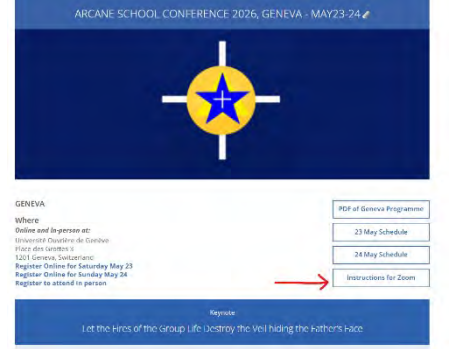 ARCANE SCHOOL CONFERENCE 2026, GENEVA - MAY23-24
GENEVA
Where
Online and in-person at:
Université Ouvrière de Genève
Place des Grottes 3
1201 Geneva, Switzerland
Register Online for Saturday May 23
Register Online for Sunday May 24
Register to attend in person
PDF of Geneva Programme
23 May Schedule
24 May Schedule
Instructions for Zoom
Keynote
Let the Fires of the Group Life Destroy the Veil hiding the Father's Face